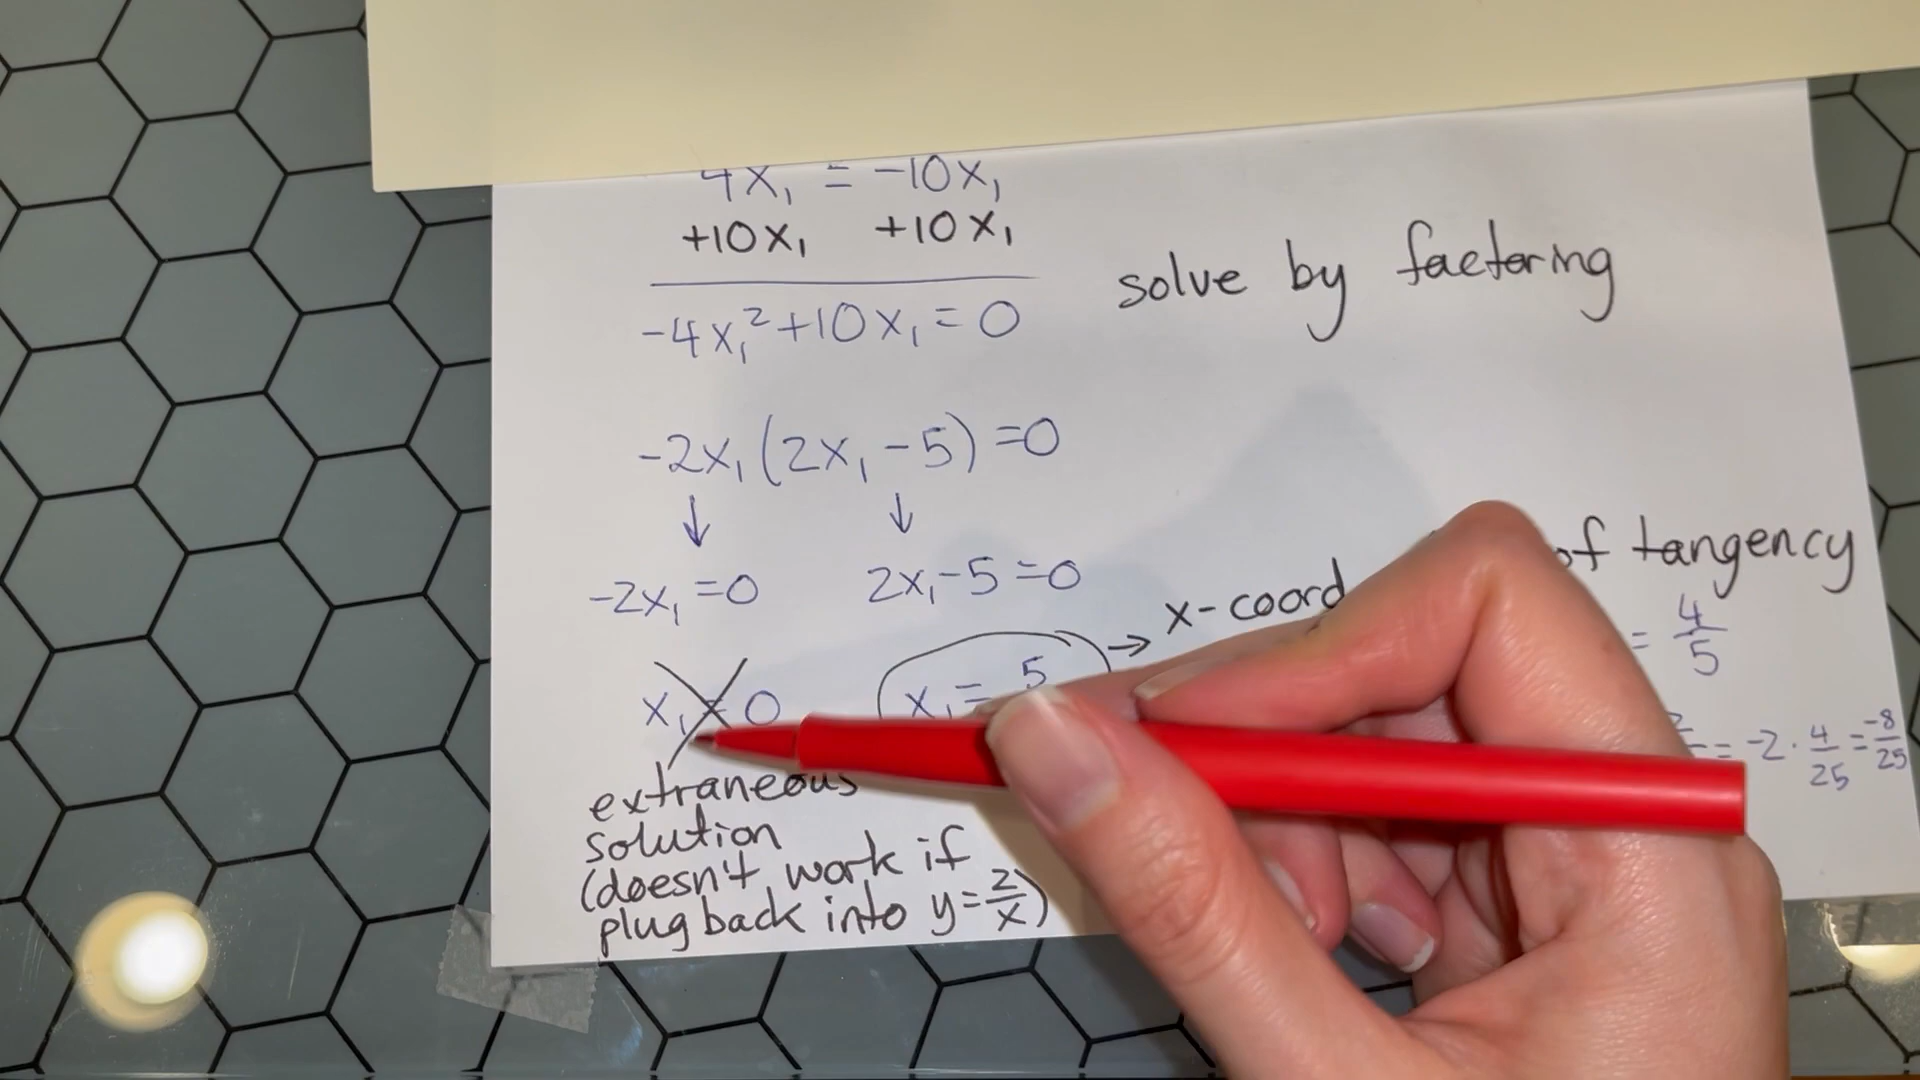 4x₁ = -10x₁
+10x₁ +10x₁
-4x₁²+10x₁ = 0
solve by factoring
-2x₁(2x₁-5)=0
↓ ↓
-2x₁=0 2x₁-5=0
→ x-coord of tangency
x₁=0 x₁ = 5
= 4/5
= -2 · 4/25 = -8/25
extraneous
solution
(doesn't work if
plug back into y=2/x)